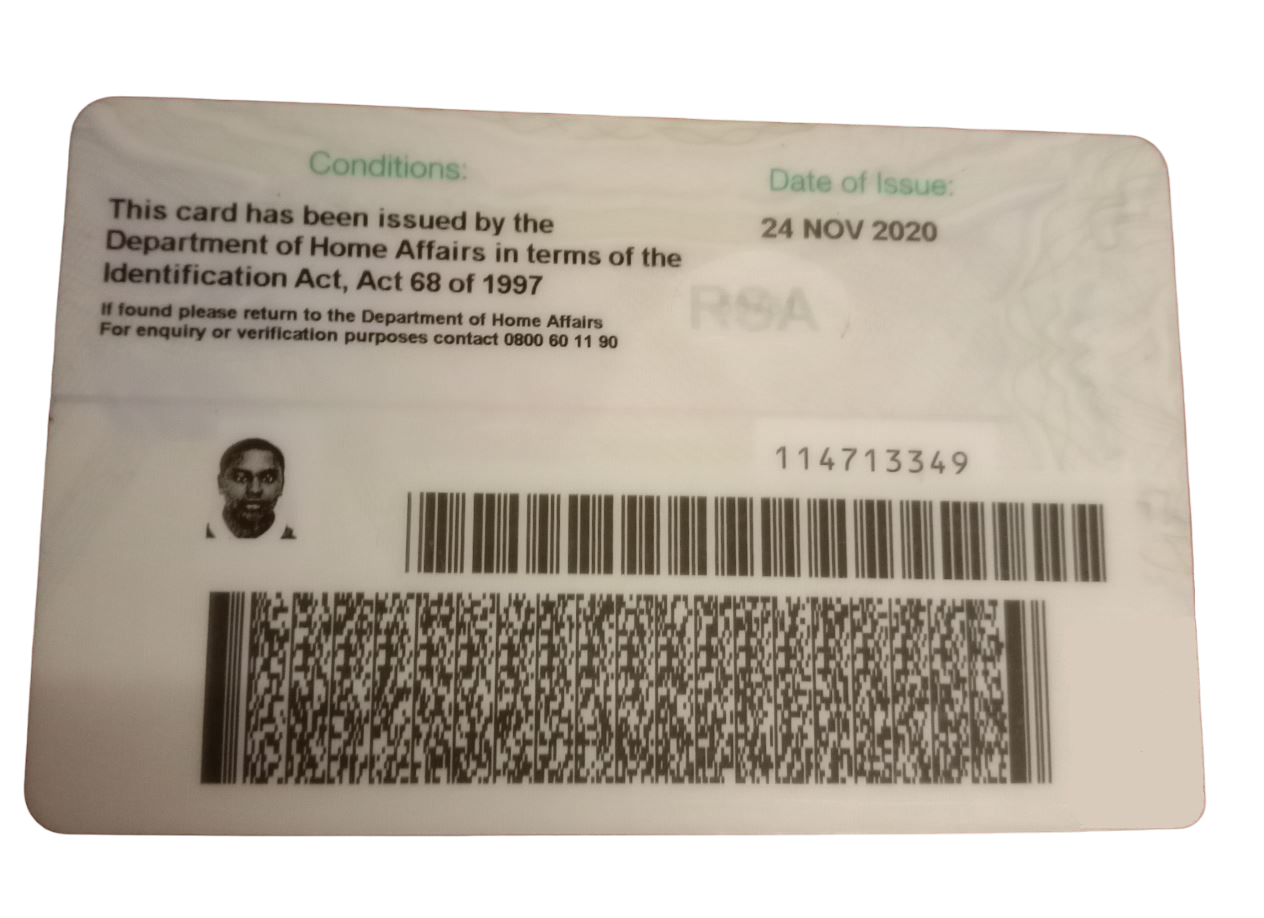 Conditions:
This card has been issued by the
Department of Home Affairs in terms of the
Identification Act, Act 68 of 1997
If found please return to the Department of Home Affairs
For enquiry or verification purposes contact 0800 60 11 90
Date of Issue:
24 NOV 2020
RSA
114713349